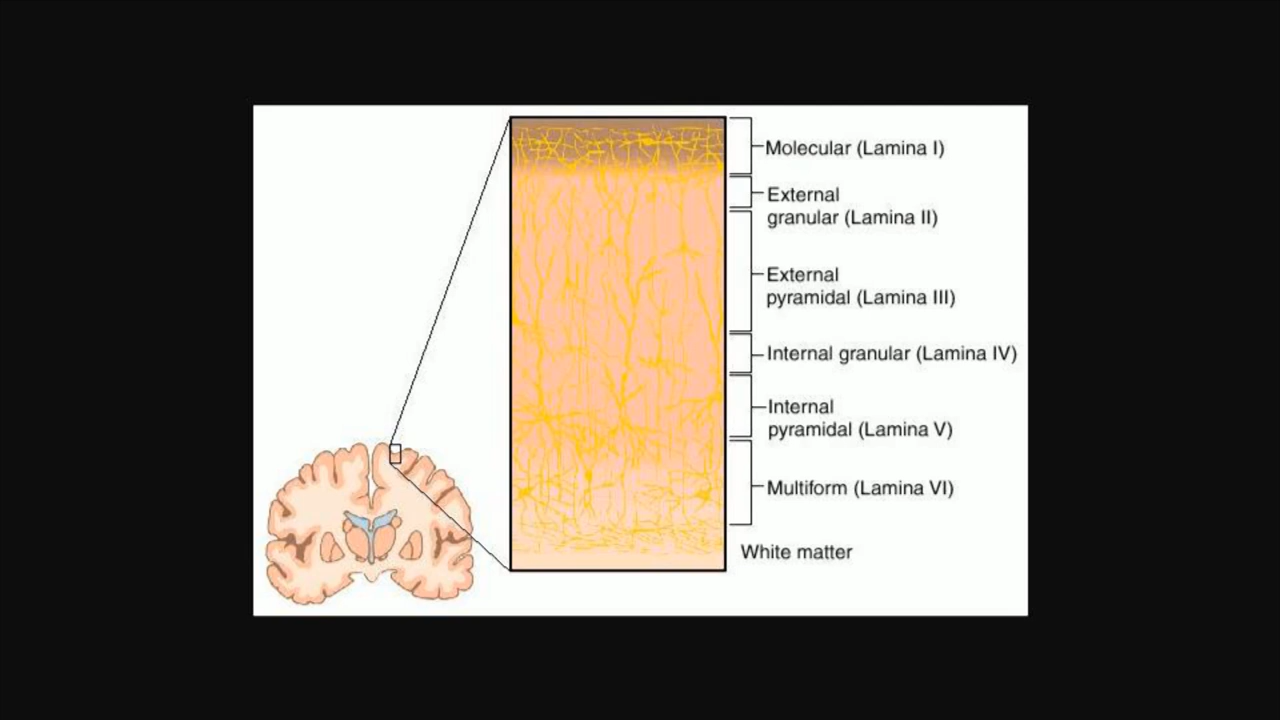 Molecular (Lamina I)
External
granular (Lamina II)
External
pyramidal (Lamina III)
Internal granular (Lamina IV)
Internal
pyramidal (Lamina V)
Multiform (Lamina VI)
White matter